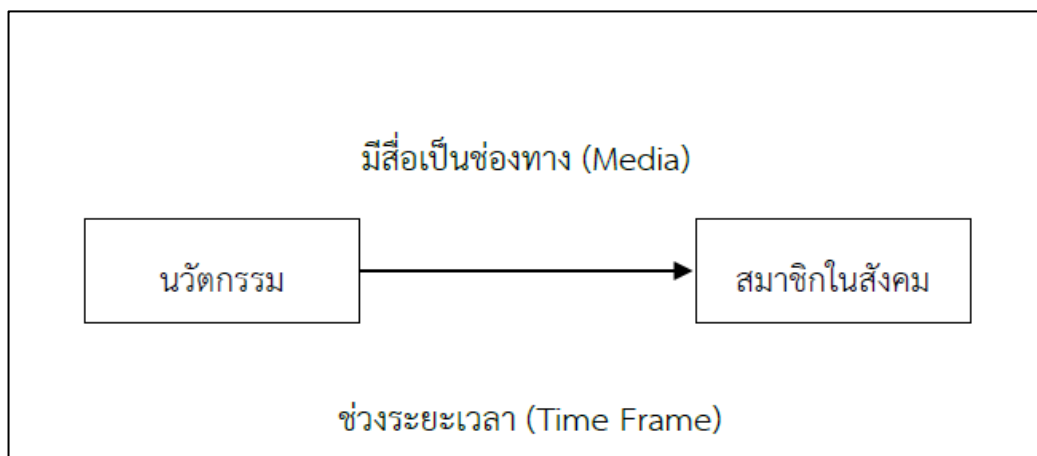 มีสื่อเป็นช่องทาง (Media)
นวัตกรรม
สมาชิกในสังคม
ช่วงระยะเวลา (Time Frame)